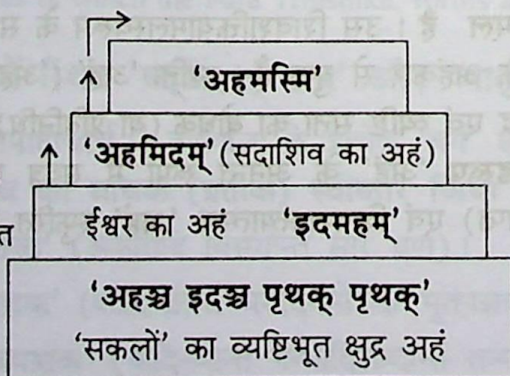 'अहमस्मि'
'अहमिदम्' (सदाशिव का अहं)
ईश्वर का अहं 'इदमहम्'
'अहञ्च इदञ्च पृथक् पृथक्'
'सकलों' का व्यष्टिभूत क्षुद्र अहं